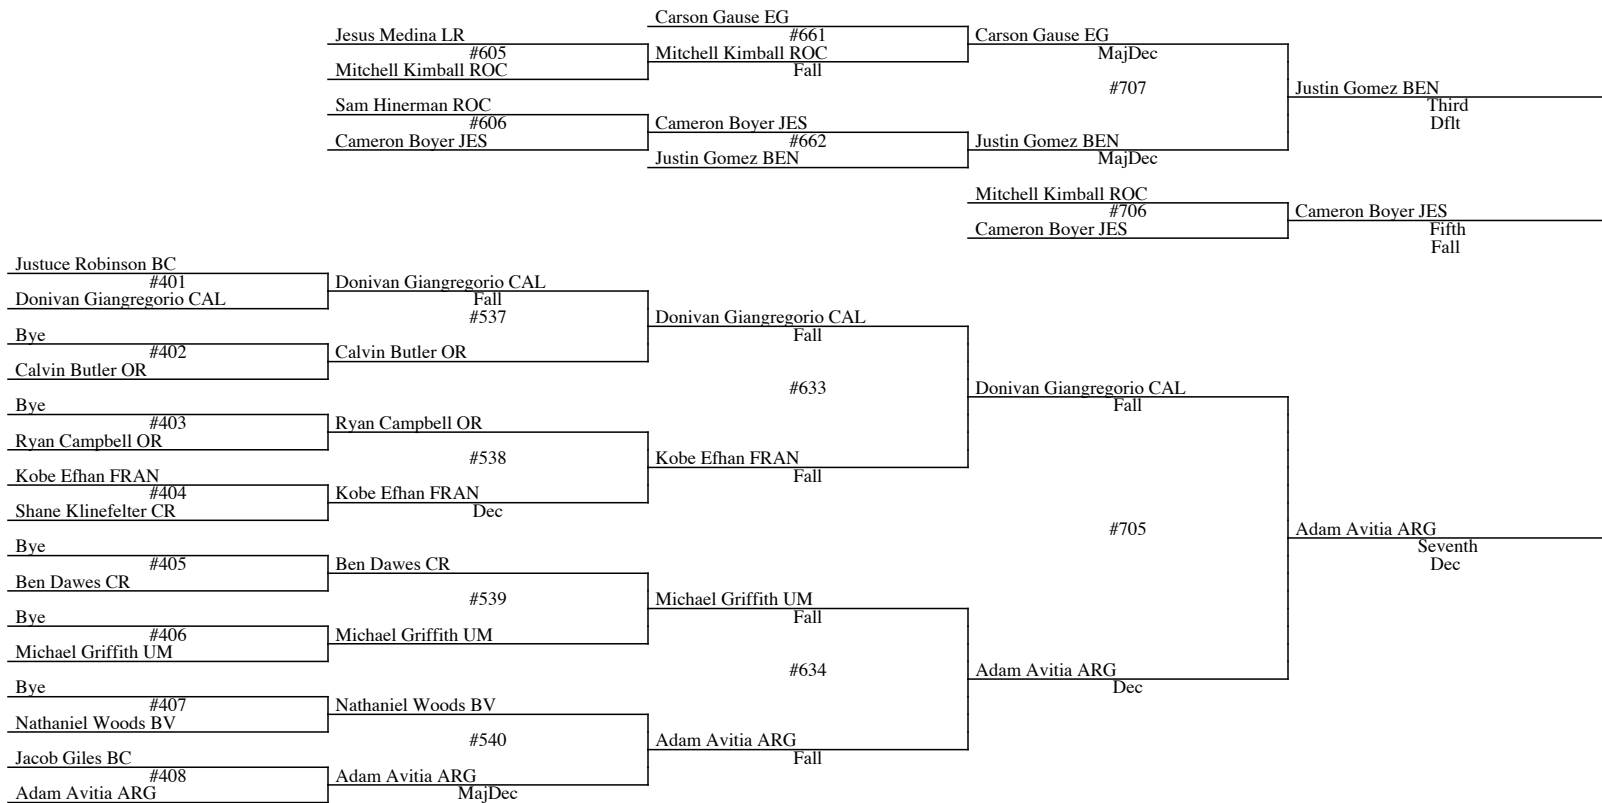 Carson Gause EG
Jesus Medina LR
#661
Carson Gause EG
#605
Mitchell Kimball ROC
MajDec
Mitchell Kimball ROC
Fall
#707
Justin Gomez BEN
Sam Hinerman ROC
Third
#606
Cameron Boyer JES
Dflt
Cameron Boyer JES
#662
Justin Gomez BEN
Justin Gomez BEN
MajDec
Mitchell Kimball ROC
#706
Cameron Boyer JES
Cameron Boyer JES
Fifth
Fall
Justuce Robinson BC
#401
Donivan Giangregorio CAL
Donivan Giangregorio CAL
Fall
#537
Donivan Giangregorio CAL
Bye
Fall
#402
Calvin Butler OR
Calvin Butler OR
#633
Donivan Giangregorio CAL
Bye
Fall
#403
Ryan Campbell OR
Ryan Campbell OR
#538
Kobe Efhan FRAN
Kobe Efhan FRAN
Fall
#404
Kobe Efhan FRAN
Shane Klinefelter CR
Dec
#705
Adam Avitia ARG
Bye
Seventh
#405
Ben Dawes CR
Dec
Ben Dawes CR
#539
Michael Griffith UM
Bye
Fall
#406
Michael Griffith UM
Michael Griffith UM
#634
Adam Avitia ARG
Bye
Dec
#407
Nathaniel Woods BV
Nathaniel Woods BV
#540
Adam Avitia ARG
Jacob Giles BC
Fall
#408
Adam Avitia ARG
Adam Avitia ARG
MajDec